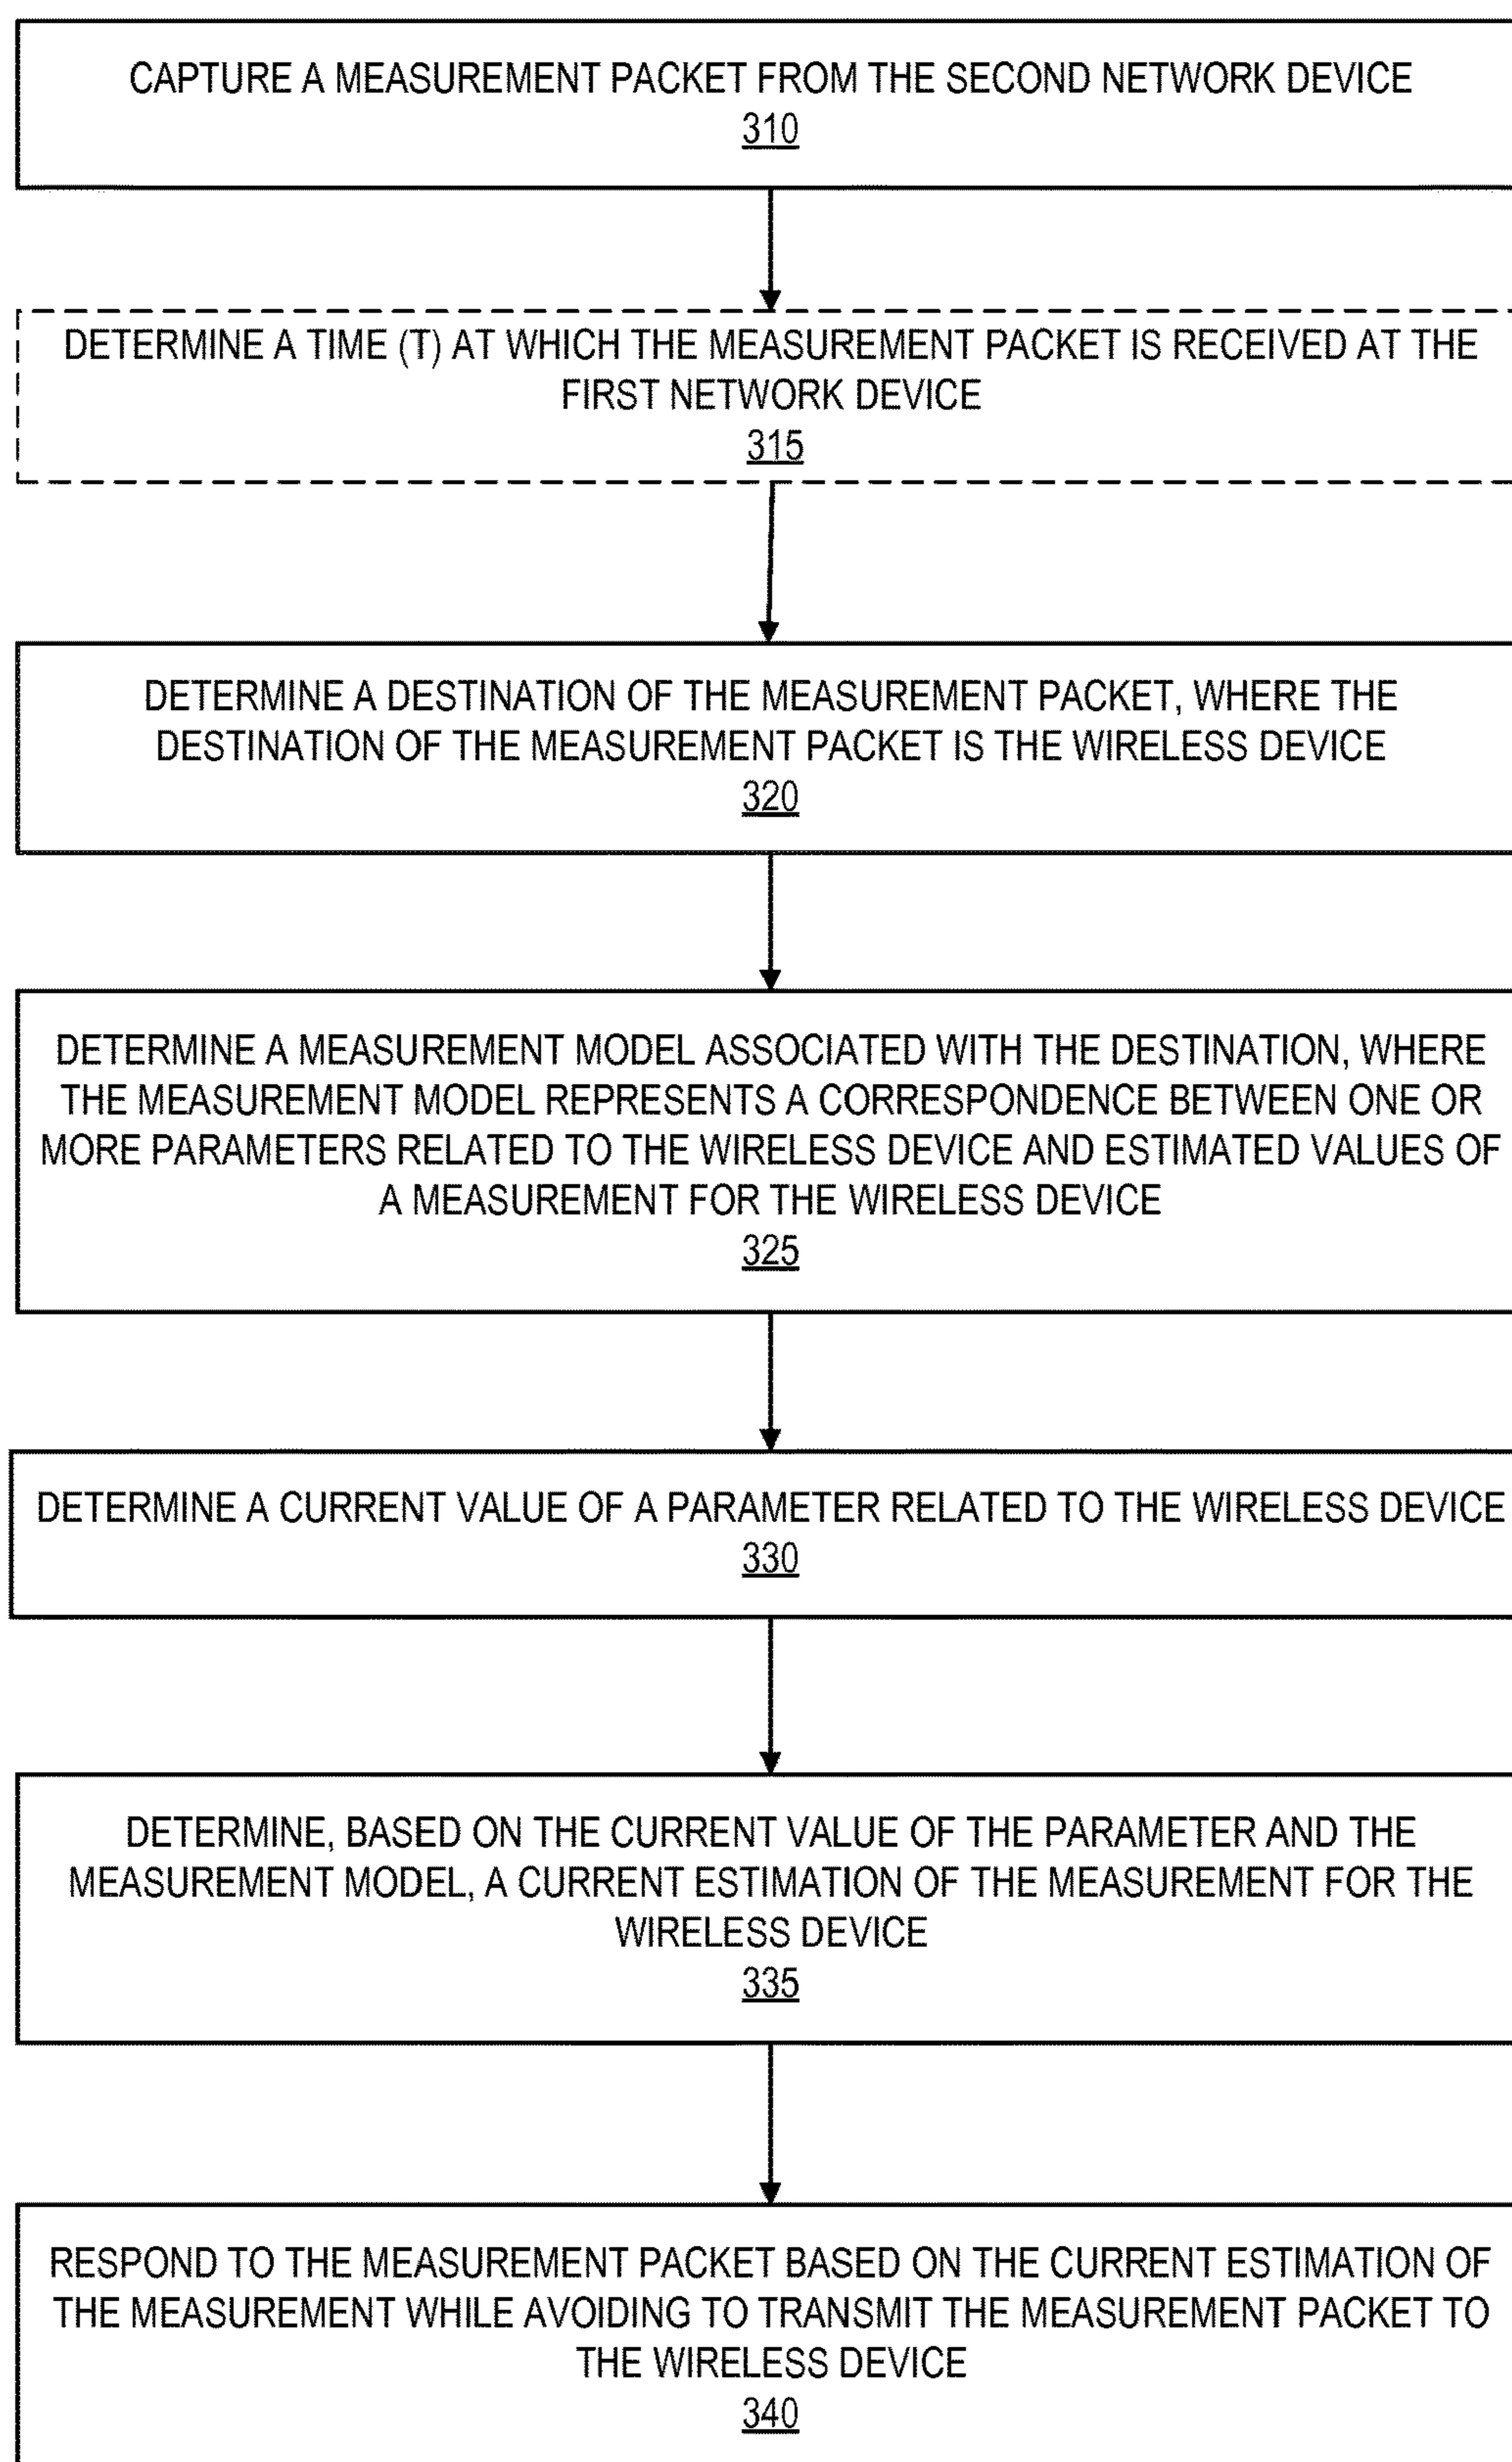 CAPTURE A MEASUREMENT PACKET FROM THE SECOND NETWORK DEVICE
310
DETERMINE A TIME (T) AT WHICH THE MEASUREMENT PACKET IS RECEIVED AT THE
FIRST NETWORK DEVICE
315
DETERMINE A DESTINATION OF THE MEASUREMENT PACKET, WHERE THE
DESTINATION OF THE MEASUREMENT PACKET IS THE WIRELESS DEVICE
320
DETERMINE A MEASUREMENT MODEL ASSOCIATED WITH THE DESTINATION, WHERE
THE MEASUREMENT MODEL REPRESENTS A CORRESPONDENCE BETWEEN ONE OR
MORE PARAMETERS RELATED TO THE WIRELESS DEVICE AND ESTIMATED VALUES OF
A MEASUREMENT FOR THE WIRELESS DEVICE
325
DETERMINE A CURRENT VALUE OF A PARAMETER RELATED TO THE WIRELESS DEVICE
330
DETERMINE, BASED ON THE CURRENT VALUE OF THE PARAMETER AND THE
MEASUREMENT MODEL, A CURRENT ESTIMATION OF THE MEASUREMENT FOR THE
WIRELESS DEVICE
335
RESPOND TO THE MEASUREMENT PACKET BASED ON THE CURRENT ESTIMATION OF
THE MEASUREMENT WHILE AVOIDING TO TRANSMIT THE MEASUREMENT PACKET TO
THE WIRELESS DEVICE
340